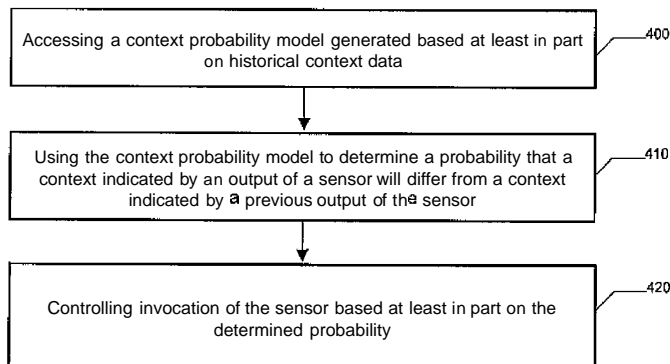 Accessing a context probability model generated based at least in part
on historical context data
400
Using the context probability model to determine a probability that a
context indicated by an output of a sensor will differ from a context
indicated by a previous output of the sensor
410
Controlling invocation of the sensor based at least in part on the
determined probability
420